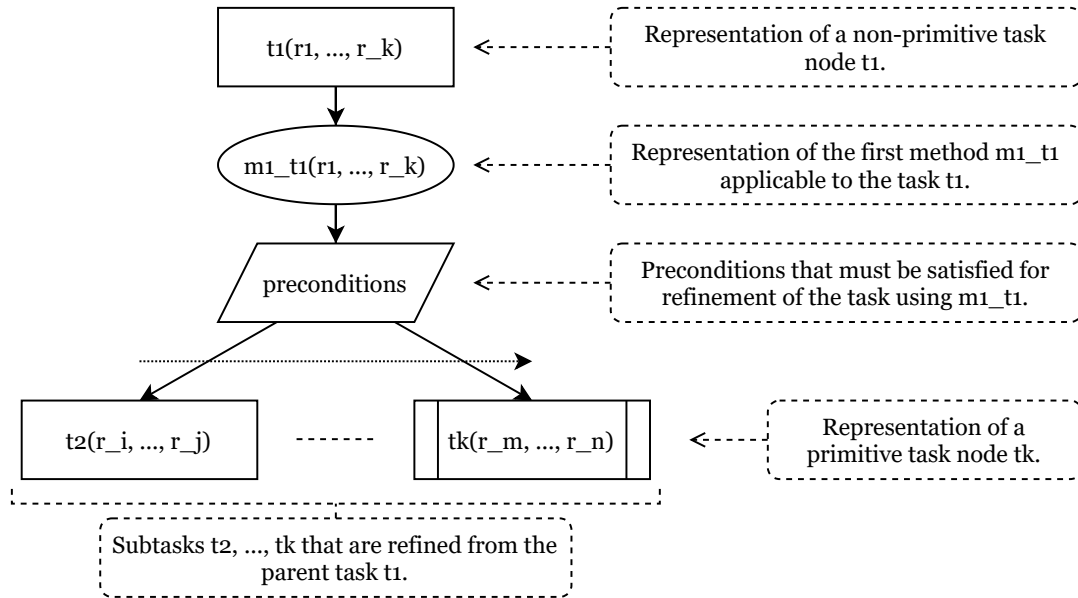 t1(r1, ..., r_k)
Representation of a non-primitive task
node t1.
m1_t1(r1, ..., r_k)
Representation of the first method m1_t1
applicable to the task t1.
preconditions
Preconditions that must be satisfied for
refinement of the task using m1_t1.
t2(r_i, ..., r_j)
tk(r_m, ..., r_n)
Representation of a
primitive task node tk.
Subtasks t2, ..., tk that are refined from the
parent task t1.